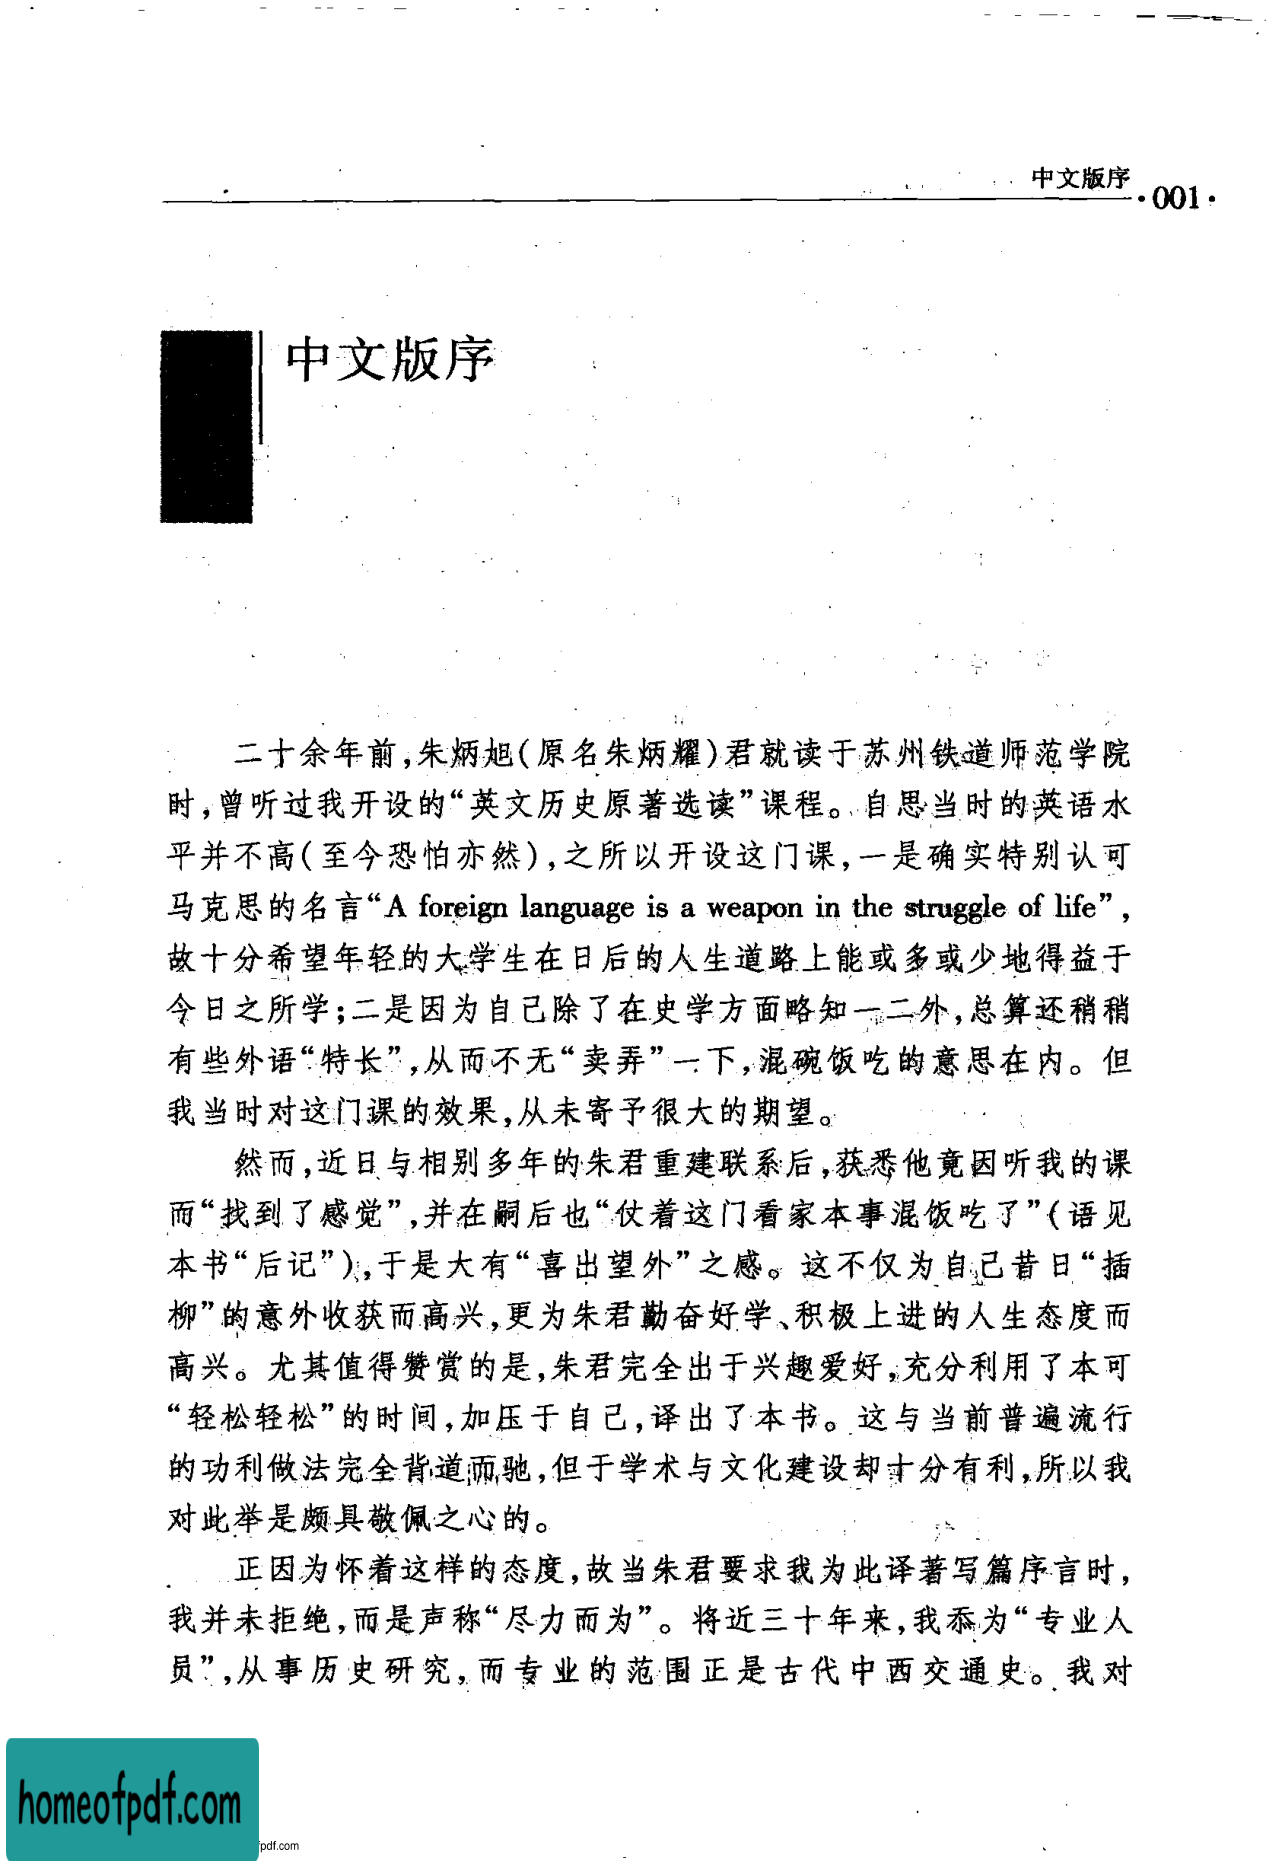 中文版序
·001·
中文版序
二十余年前,朱炳旭(原名朱炳耀)君就读于苏州铁道师范学院
时,曾听过我开设的“英文历史原著选读”课程。自思当时的英语水
平并不高(至今恐怕亦然),之所以开设这门课,一是确实特别认可
马克思的名言“A foreign language is a weapon in the struggle of life”,
故十分希望年轻的大学生在日后的人生道路上能或多或少地得益于
今日之所学;二是因为自己除了在史学方面略知一二外,总算还稍稍
有些外语“特长”,从而不无“卖弄”一下,混碗饭吃的意思在内。但
我当时对这门课的效果,从未寄予很大的期望。
然而,近日与相别多年的朱君重建联系后,获悉他竟因听我的课
而“找到了感觉”,并在嗣后也“仗着这门看家本事混饭吃了”(语见
本书“后记”),于是大有“喜出望外”之感。这不仅为自己昔日“插
柳”的意外收获而高兴,更为朱君勤奋好学、积极上进的人生态度而
高兴。尤其值得赞赏的是,朱君完全出于兴趣爱好,充分利用了本可
“轻松轻松”的时间,加压于自己,译出了本书。这与当前普遍流行
的功利做法完全背道而驰,但于学术与文化建设却十分有利,所以我
对此举是颇具敬佩之心的。
正因为怀着这样的态度,故当朱君要求我为此译著写篇序言时,
我并未拒绝,而是声称“尽力而为”。将近三十年来,我忝为“专业人
员”,从事历史研究,而专业的范围正是古代中西交通史。我对
homeofpdf.com
pdf.com